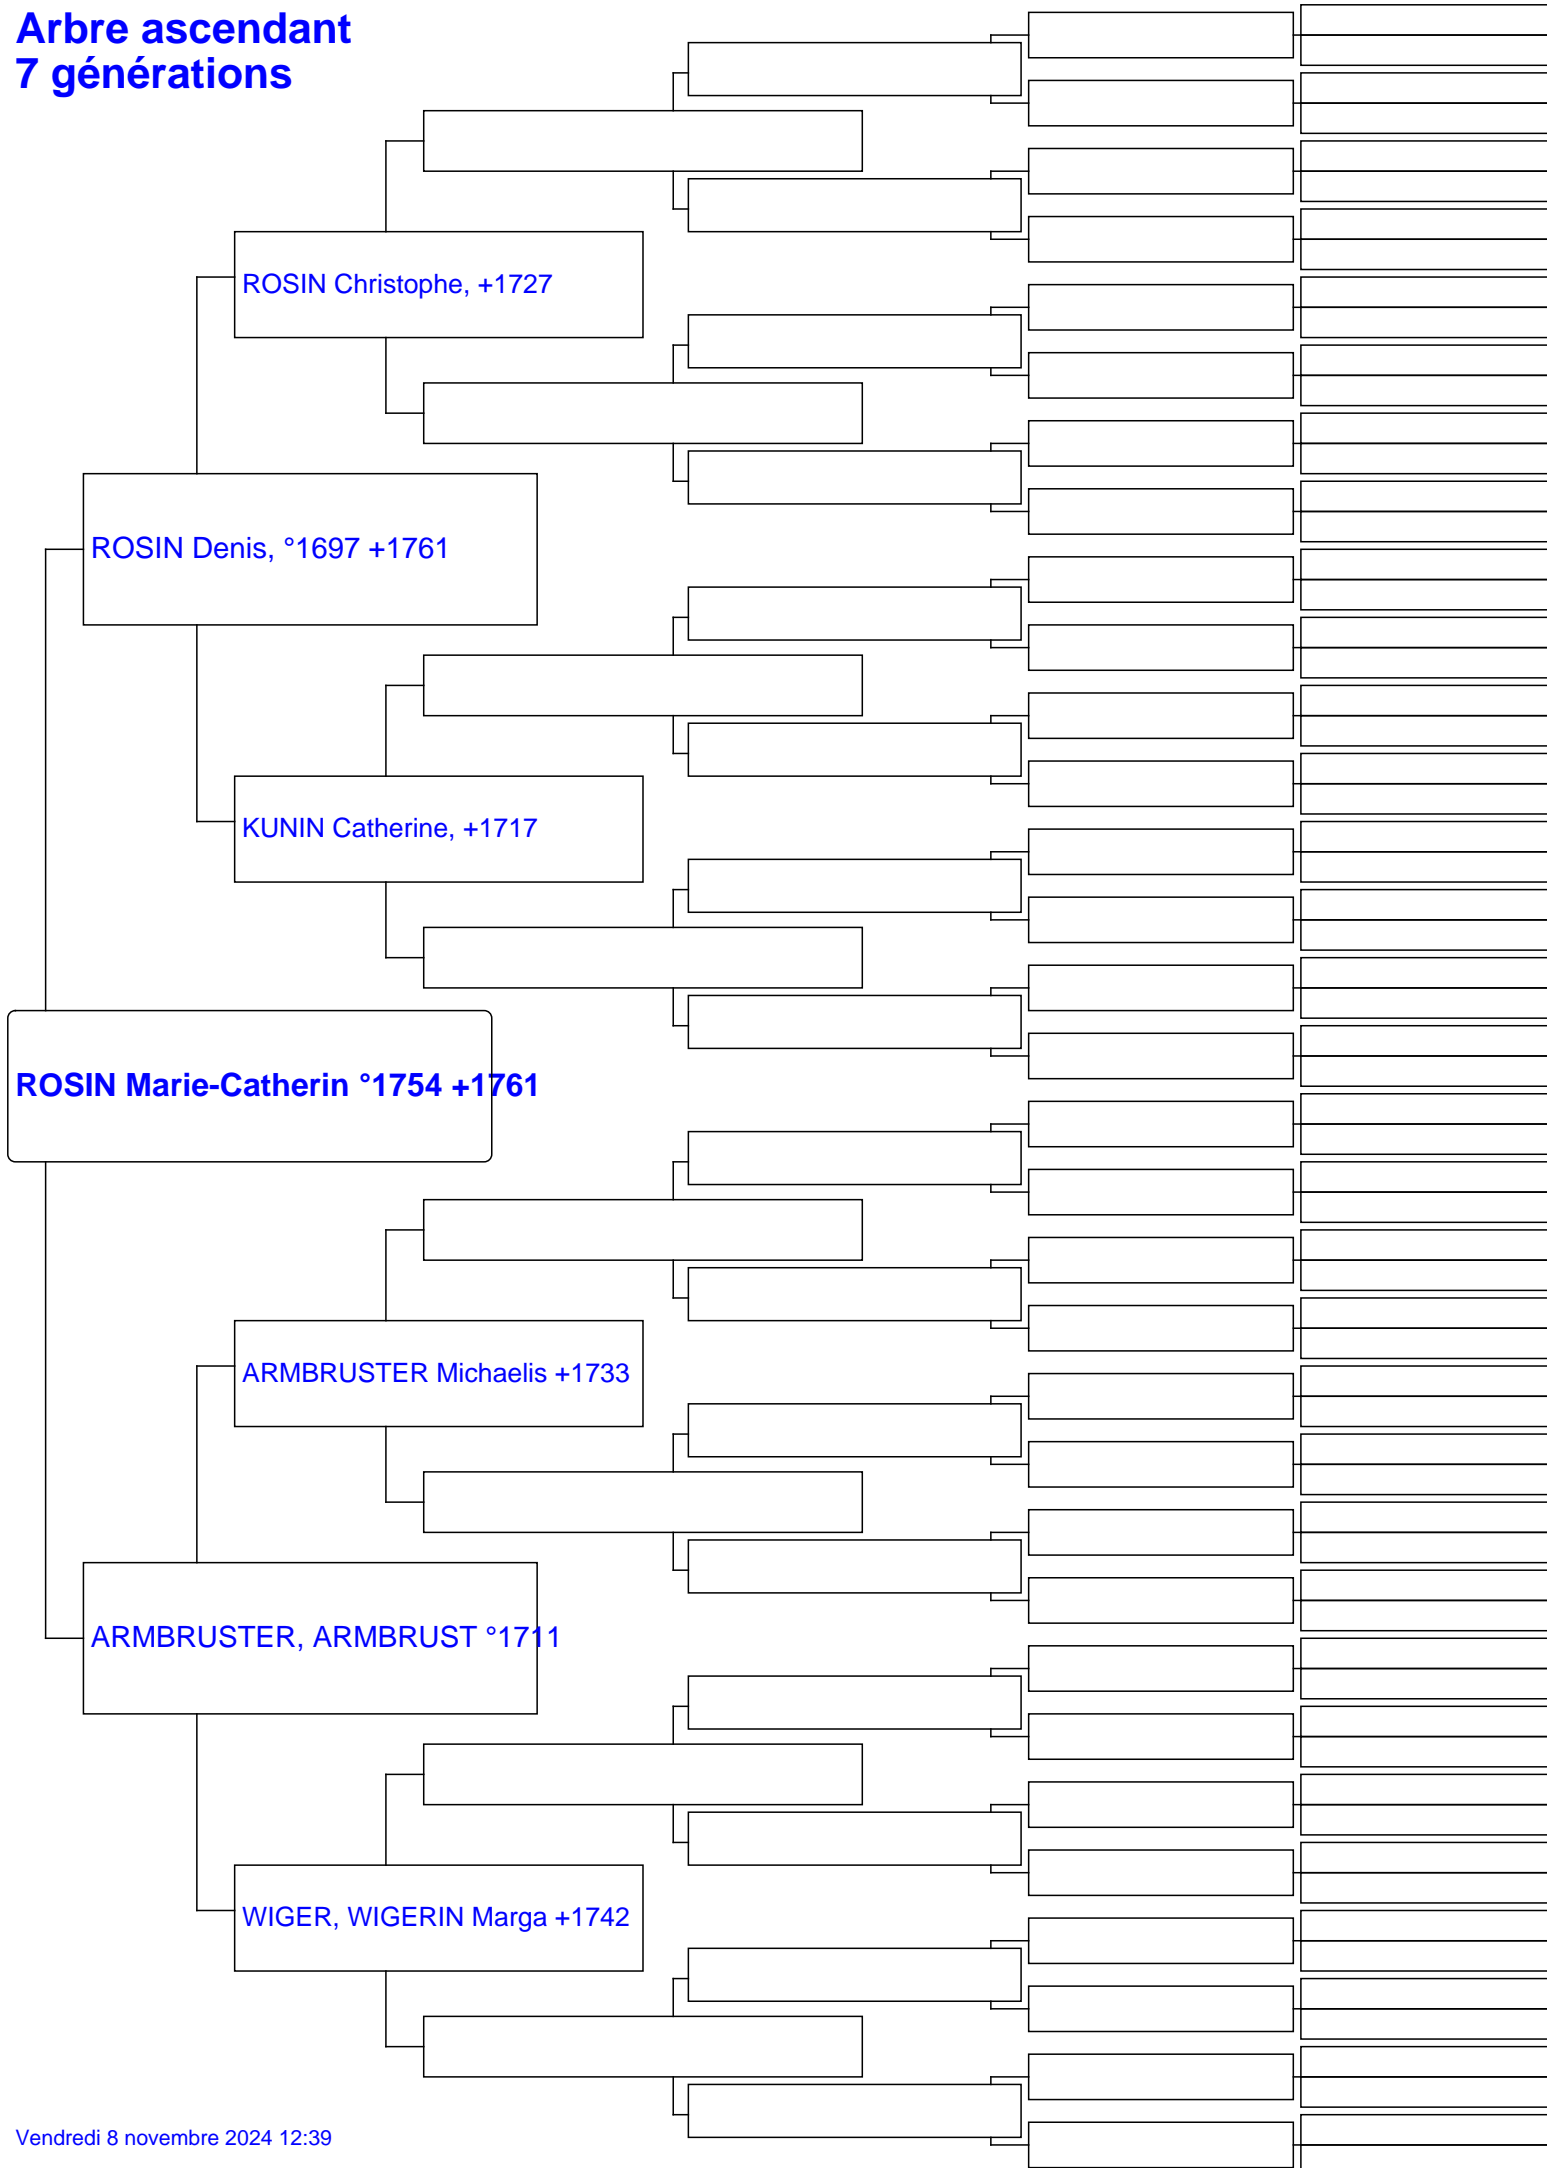 Arbre ascendant
7 générations
ROSIN Christophe, +1727
ROSIN Denis, °1697 +1761
KUNIN Catherine, +1717
ROSIN Marie-Catherin °1754 +1761
ARMBRUSTER Michaelis +1733
ARMBRUSTER, ARMBRUST °1711
WIGER, WIGERIN Marga +1742
Vendredi 8 novembre 2024 12:39